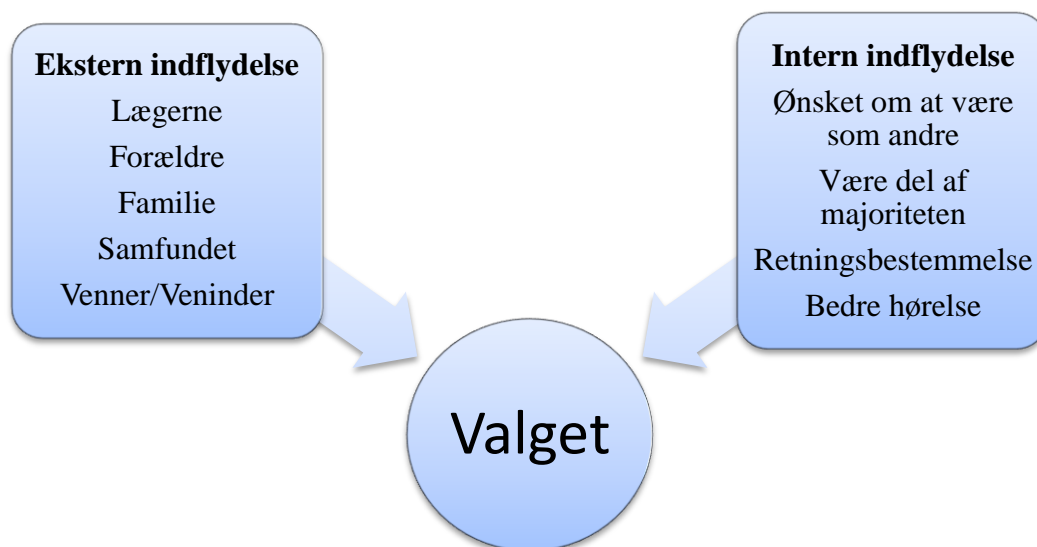 Ekstern indflydelse
Lægerne
Forældre
Familie
Samfundet
Venner/Veninder
Intern indflydelse
Ønsket om at være
som andre
Være del af
majoriteten
Retningsbestemmelse
Bedre hørelse
Valget